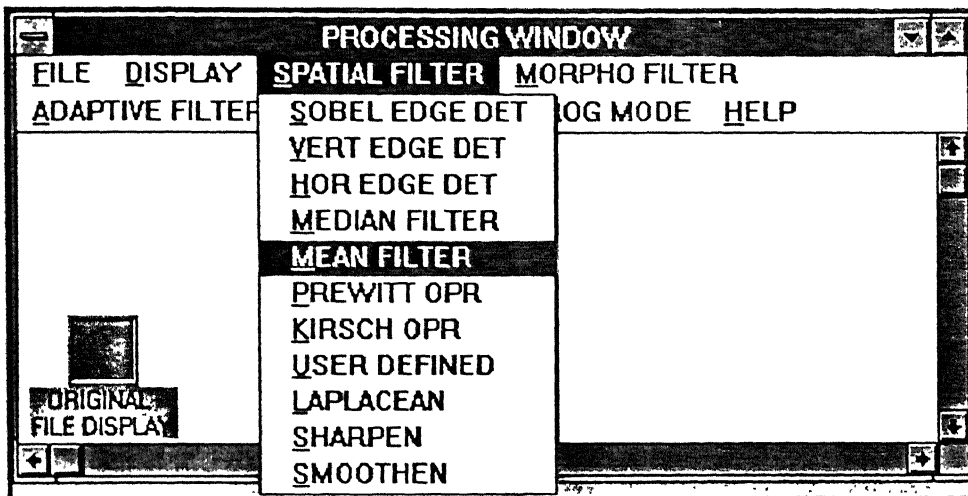 PROCESSING WINDOW
FILE DISPLAY SPATIAL FILTER MORPHO FILTER
ADAPTIVE FILTER OG MODE HELP
SOBEL EDGE DET
VERT EDGE DET
HOR EDGE DET
MEDIAN FILTER
MEAN FILTER
PREWITT OPR
KIRSCH OPR
USER DEFINED
LAPLACEAN
SHARPEN
SMOOTHEN
ORIGINAL
FILE DISPLAY